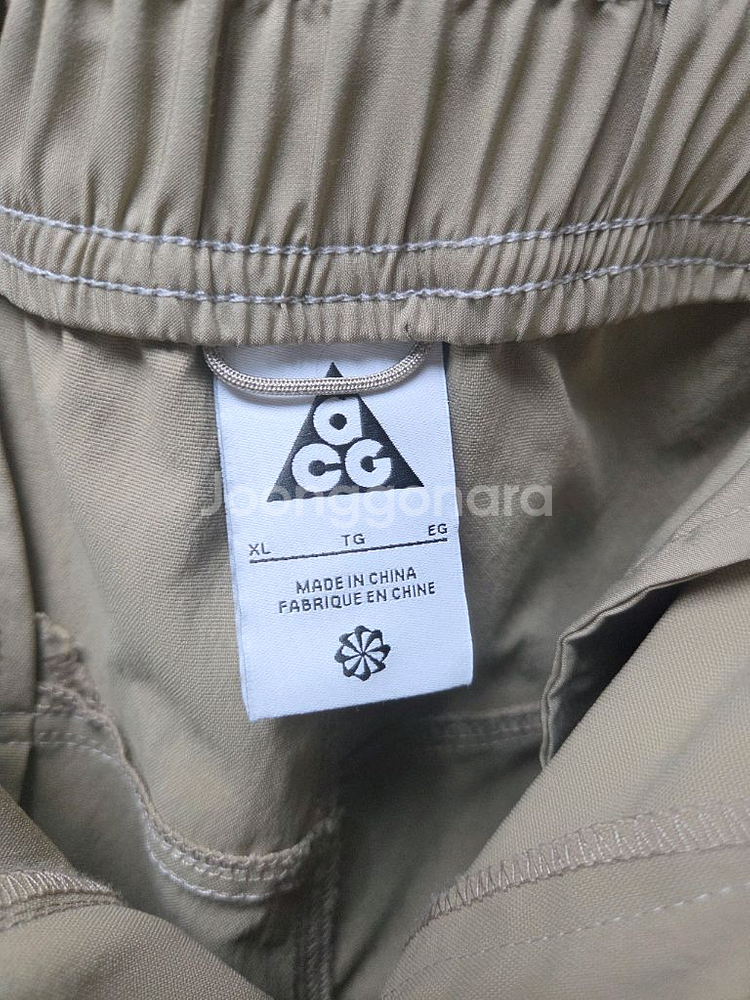 aCG
Joonggonara
XL TG EG
MADE IN CHINA
FABRIQUE EN CHINE